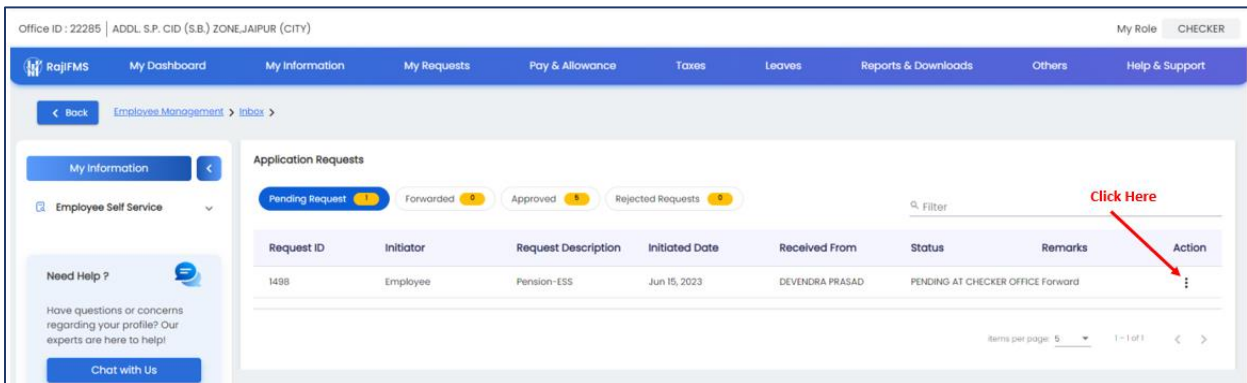 Office ID : 22285 | ADDL. S.P. CID (S.B.) ZONE,JAIPUR (CITY) My Role CHECKER
RajIFMS My Dashboard My Information My Requests Pay & Allowance Taxes Leaves Reports & Downloads Others Help & Support
Back Employee Management > Inbox >
My Information
Employee Self Service
Need Help ?
Have questions or concerns
regarding your profile? Our
experts are here to help!
Chat with Us
Application Requests
Pending Request 1 Forwarded 0 Approved 5 Rejected Requests 0
Filter
Click Here
Request ID Initiator Request Description Initiated Date Received From Status Remarks Action
1498 Employee Pension-ESS Jun 15, 2023 DEVENDRA PRASAD PENDING AT CHECKER OFFICE Forward
Items per page: 5 1 – 1 of 1